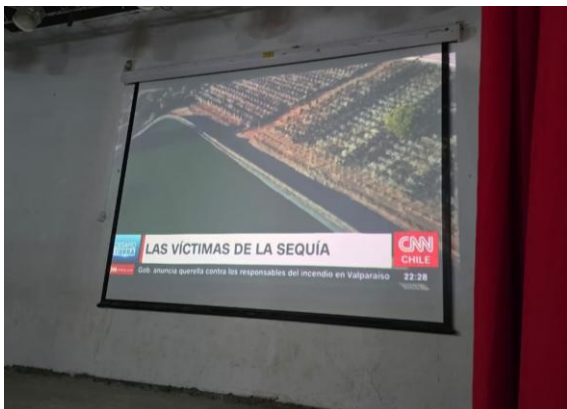 LAS VÍCTIMAS DE LA SEQUÍA
CNN
CHILE
Gob. anuncia querella contra los responsables del incendio en Valparaíso
22:28